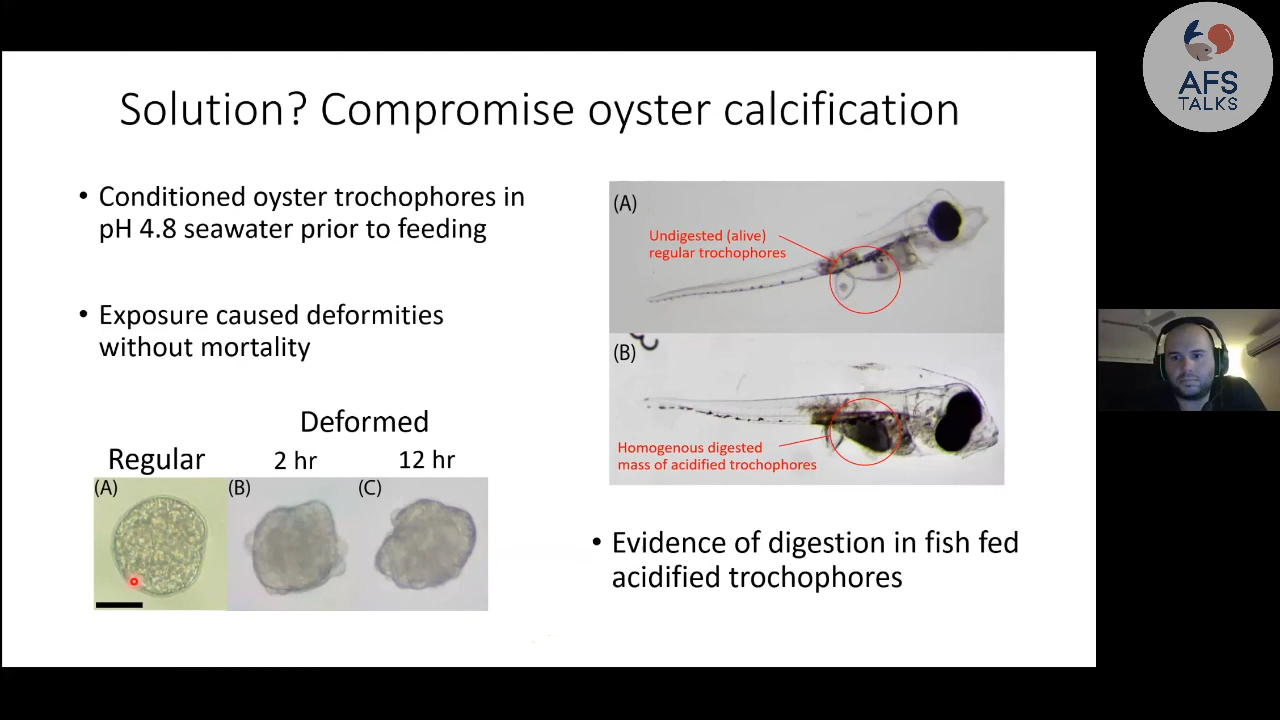 Solution? Compromise oyster calcification
• Conditioned oyster trochophores in
pH 4.8 seawater prior to feeding
• Exposure caused deformities
without mortality
Deformed
Regular
2 hr
12 hr
(A)
(B)
(C)
(A)
Undigested (alive)
regular trochophores
(B)
Homogenous digested
mass of acidified trochophores
• Evidence of digestion in fish fed
acidified trochophores
AFS
TALKS